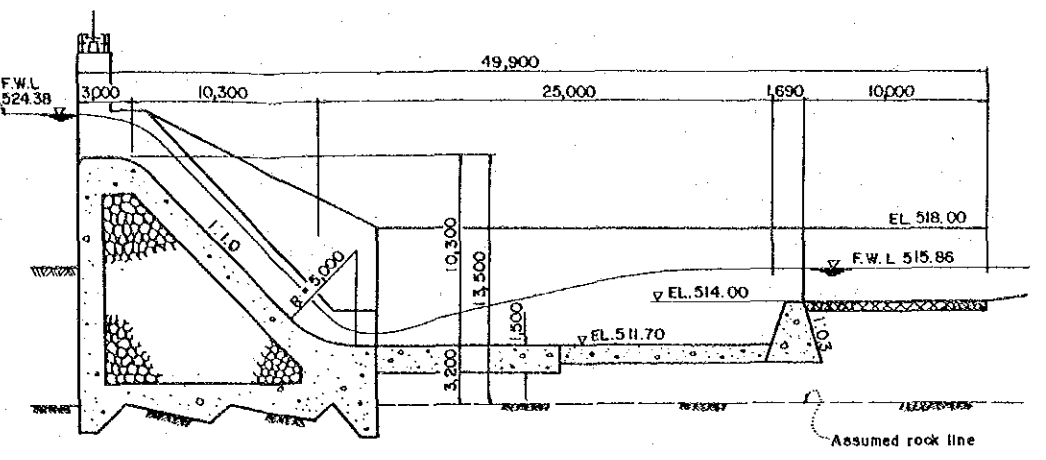 49,900
F.W.L
524.38
3,000
10,300
25,000
1,690
10,000
1:1.0
EL. 518.00
R = 5,000
10,300
13,500
F.W.L 515.86
EL. 514.00
1,500
EL. 511.70
1:0.3
3,200
Assumed rock line